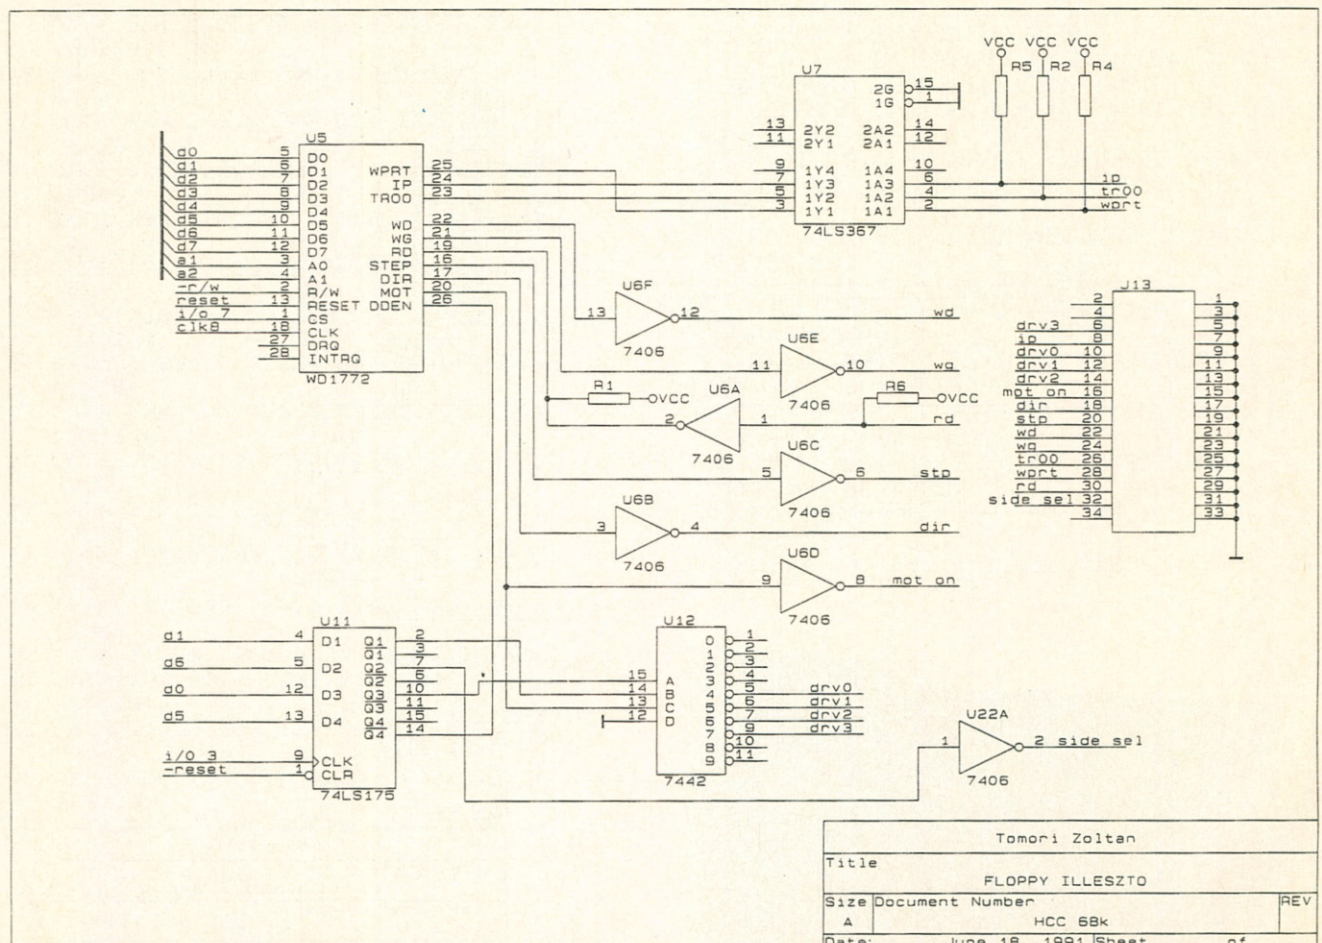 VCC VCC VCC
R5 R2 R4
U7
2G 15
1G 1
13 2Y2 2A2 14
11 2Y1 2A1 12
9 1Y4 1A4 10
7 1Y3 1A3 6 ip
5 1Y2 1A2 4 tr00
3 1Y1 1A1 2 wprt
74LS367
U5
d0 5 D0
d1 6 D1 WPRT 25
d2 7 D2 IP 24
d3 8 D3 TR00 23
d4 9 D4
d5 10 D5 WD 22
d6 11 D6 WG 21
d7 12 D7 RD 19
a1 3 A0 STEP 16
a2 4 A1 DIR 17
-r/w 2 R/W MOT 20
reset 13 RESET DDEN 26
i/o 7 1 CS
clk8 18 CLK
27 DRQ
28 INTRQ
WD1772
U6F
13 12 wd
7406
U6E
11 10 wg
7406
R1 VCC
U6A
R6 VCC
2 1 rd
7406
U6C
5 6 stp
7406
U6B
3 4 dir
7406
U6D
9 8 mot on
7406
U13
2 1
4 3
drv3 6 5
ip 8 7
drv0 10 9
drv1 12 11
drv2 14 13
mot on 16 15
dir 18 17
stp 20 19
wd 22 21
wg 24 23
tr00 26 25
wprt 28 27
rd 30 29
side sel 32 31
34 33
U11
d1 4 D1 Q1 2
Q1 3
d6 5 D2 Q2 7
Q2 6
d0 12 D3 Q3 10
Q3 11
d5 13 D4 Q4 15
Q4 14
i/O 3 9 CLK
-reset 1 CLR
74LS175
U12
0 1
1 2
2 3
15 A 3 4
14 B 4 5 drv0
13 C 5 6 drv1
12 D 6 7 drv2
7 9 drv3
8 10
9 11
7442
U22A
1 2 side sel
7406
Tomori Zoltan
Title
FLOPPY ILLESZTO
Size Document Number REV
A HCC 68k
Date: June 18, 1991 Sheet of